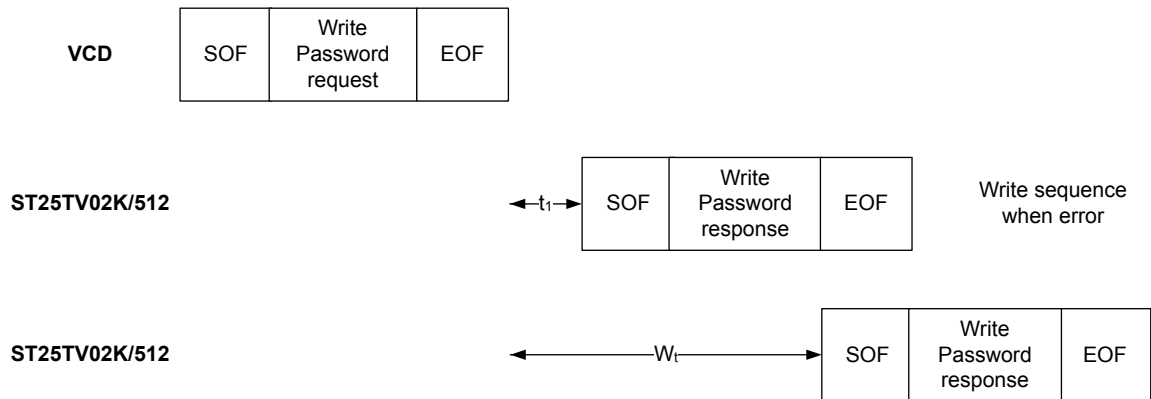 VCD
SOF
Write
Password
request
EOF
ST25TV02K/512
t1
SOF
Write
Password
response
EOF
Write sequence
when error
ST25TV02K/512
Wt
SOF
Write
Password
response
EOF